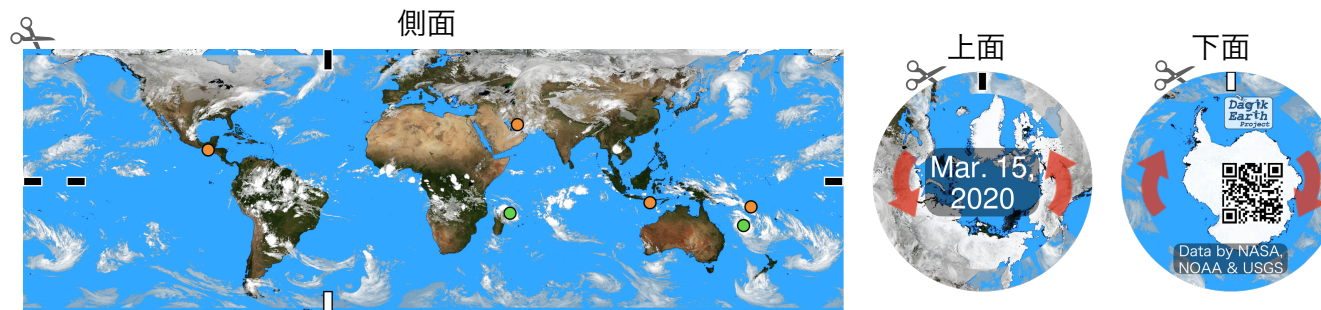 側面
上面
下面
Mar. 15,
2020
Dagik
Earth
Project
Data by NASA,
NOAA & USGS